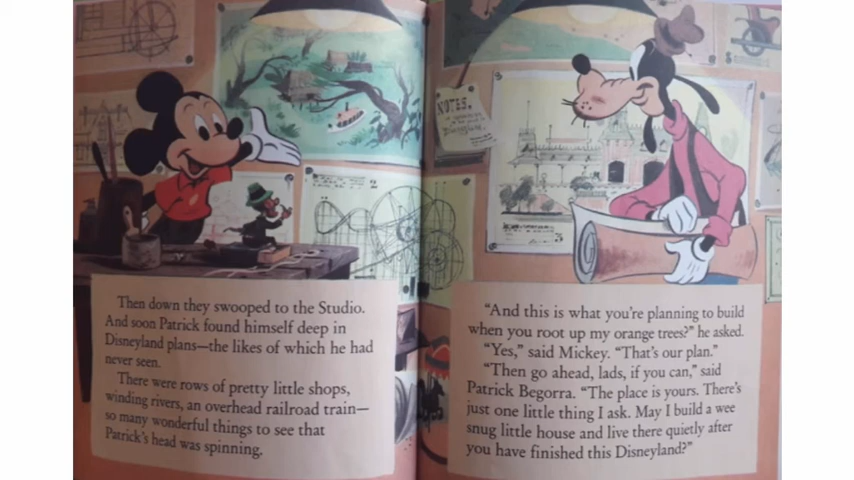 Then down they swooped to the Studio.
And soon Patrick found himself deep in
Disneyland plans—the likes of which he had
never seen.
There were rows of pretty little shops,
winding rivers, an overhead railroad train—
so many wonderful things to see that
Patrick's head was spinning.
NOTES.
Disneyland.
2
3
"And this is what you're planning to build
when you root up my orange trees?" he asked.
"Yes," said Mickey. "That's our plan."
"Then go ahead, lads, if you can," said
Patrick Begorra. "The place is yours. There's
just one little thing I ask. May I build a wee
snug little house and live there quietly after
you have finished this Disneyland?"